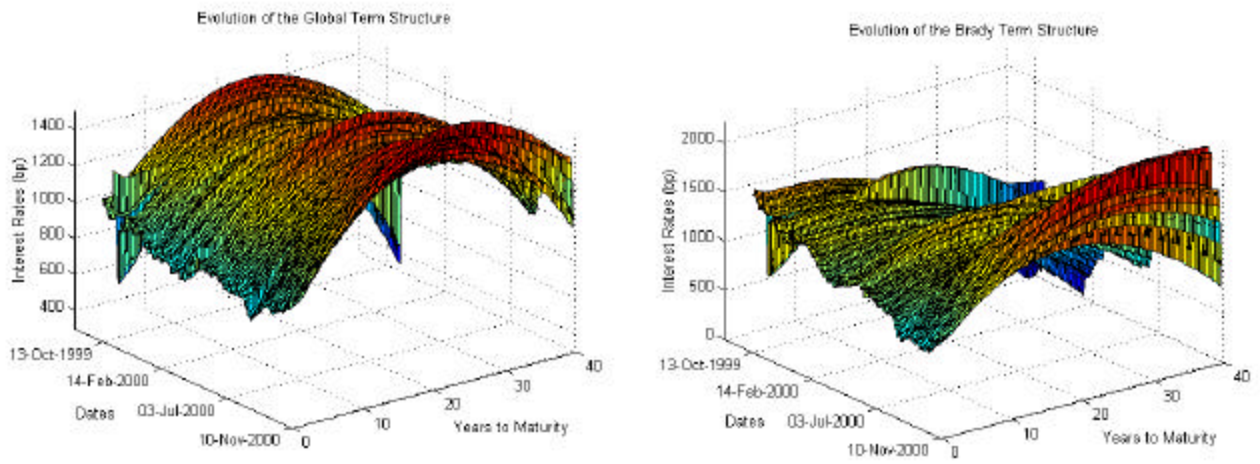 Evolution of the Global Term Structure
1400
1200
1000
800
600
400
Interest Rates (bp)
13-Oct-1999
14-Feb-2000
03-Jul-2000
10-Nov-2000
Dates
0
10
20
30
40
Years to Maturity
Evolution of the Brady Term Structure
2000
1500
1000
500
0
Interest Rates (bp)
13-Oct-1999
14-Feb-2000
03-Jul-2000
10-Nov-2000
Dates
0
10
20
30
40
Years to Maturity